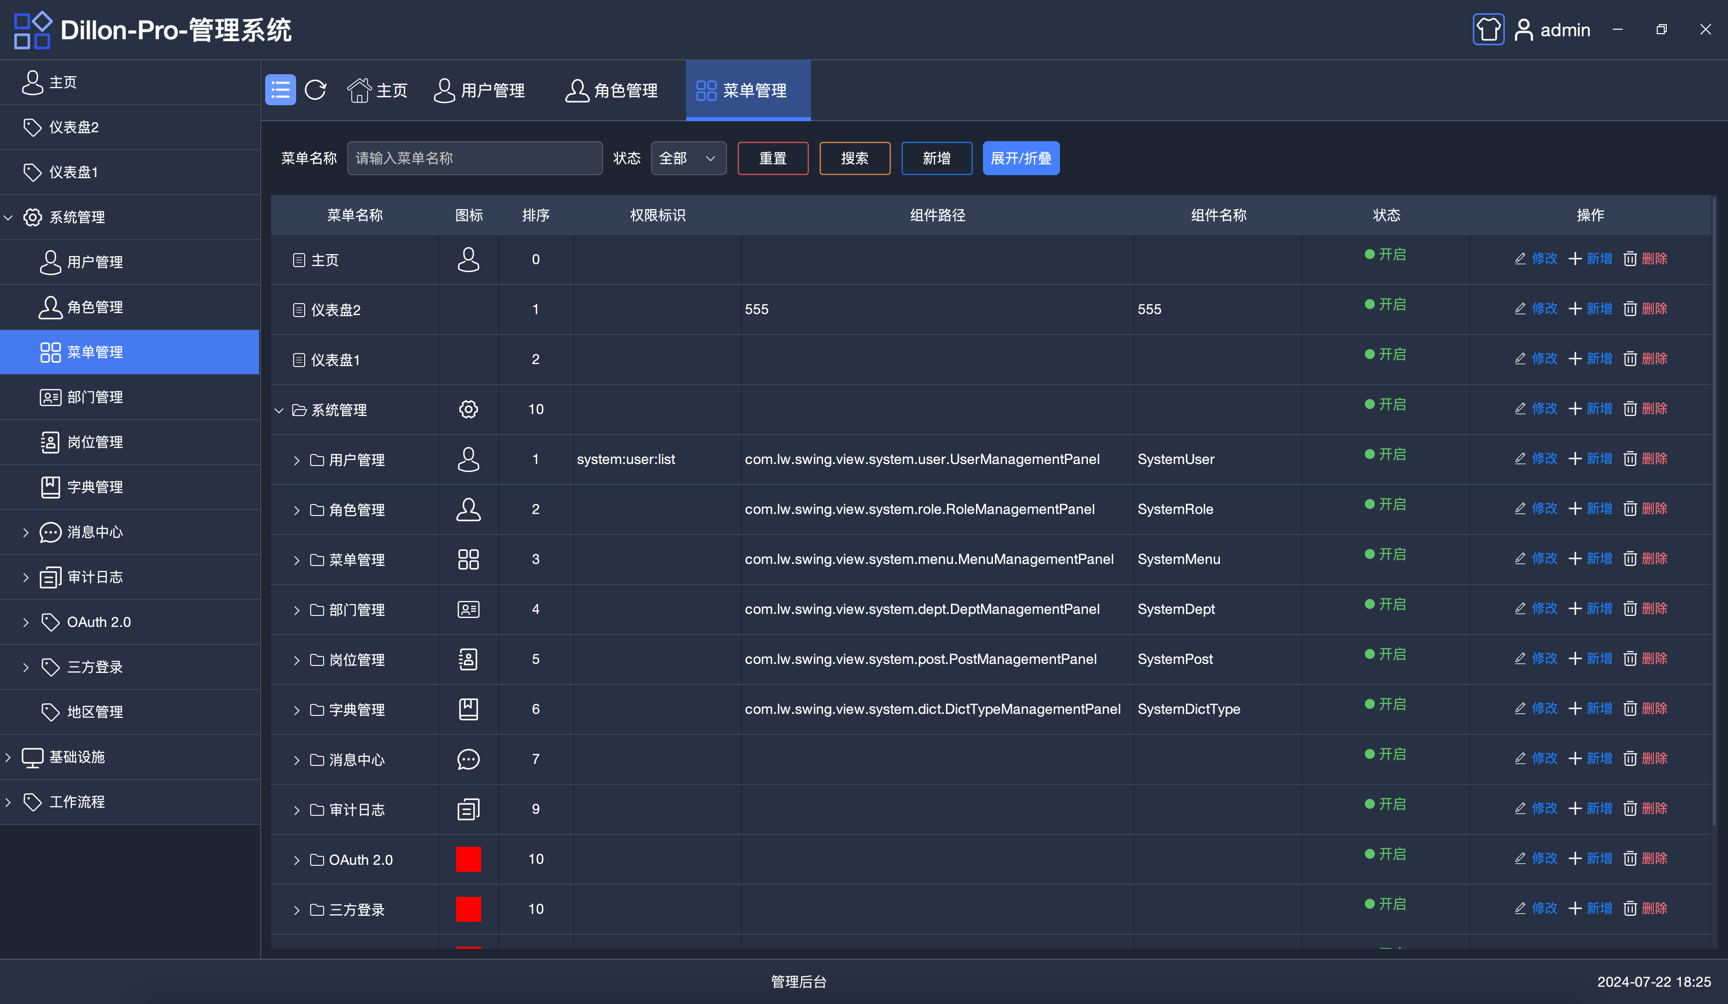 Dillon-Pro-管理系统
admin
主页
仪表盘2
仪表盘1
系统管理
用户管理
角色管理
菜单管理
部门管理
岗位管理
字典管理
消息中心
审计日志
OAuth 2.0
三方登录
地区管理
基础设施
工作流程
主页 用户管理 角色管理 菜单管理
菜单名称 请输入菜单名称 状态 全部 重置 搜索 新增 展开/折叠
菜单名称 图标 排序 权限标识 组件路径 组件名称 状态 操作
主页 0 开启 修改 新增 删除
仪表盘2 1 555 555 开启 修改 新增 删除
仪表盘1 2 开启 修改 新增 删除
系统管理 10 开启 修改 新增 删除
用户管理 1 system:user:list com.lw.swing.view.system.user.UserManagementPanel SystemUser 开启 修改 新增 删除
角色管理 2 com.lw.swing.view.system.role.RoleManagementPanel SystemRole 开启 修改 新增 删除
菜单管理 3 com.lw.swing.view.system.menu.MenuManagementPanel SystemMenu 开启 修改 新增 删除
部门管理 4 com.lw.swing.view.system.dept.DeptManagementPanel SystemDept 开启 修改 新增 删除
岗位管理 5 com.lw.swing.view.system.post.PostManagementPanel SystemPost 开启 修改 新增 删除
字典管理 6 com.lw.swing.view.system.dict.DictTypeManagementPanel SystemDictType 开启 修改 新增 删除
消息中心 7 开启 修改 新增 删除
审计日志 9 开启 修改 新增 删除
OAuth 2.0 10 开启 修改 新增 删除
三方登录 10 开启 修改 新增 删除
管理后台
2024-07-22 18:25